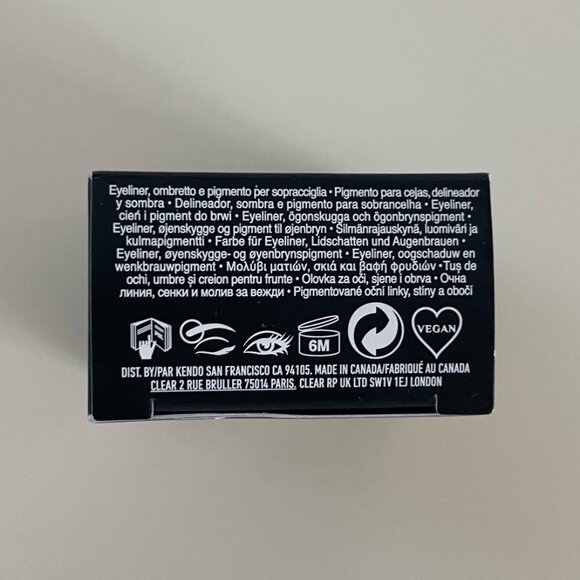 Eyeliner, ombretto e pigmento per sopracciglia • Pigmento para cejas, delineador
y sombra • Delineador, sombra e pigmento para sobrancelha • Eyeliner,
cień i pigment do brwi • Eyeliner, ögonskugga och ögonbrynspigment •
Eyeliner, øjenskygge og pigment til øjenbryn • Silmänrajauskynä, luomiväri ja
kulmapigmentti • Farbe für Eyeliner, Lidschatten und Augenbrauen •
Eyeliner, øyenskygge- og øyenbrynspigment • Eyeliner, oogschaduw en
wenkbrauwpigment • Μολύβι ματιών, σκιά και βαφή φρυδιών • Tuș de
ochi, umbre și creion pentru frunte • Olovka za oči, sjene i obrva • Очна
линия, сенки и молив за вежди • Pigmentované oční linky, stíny a obočí
6M
VEGAN
DIST. BY/PAR KENDO SAN FRANCISCO CA 94105. MADE IN CANADA/FABRIQUÉ AU CANADA
CLEAR 2 RUE BRULLER 75014 PARIS. CLEAR RP UK LTD SW1V 1EJ LONDON